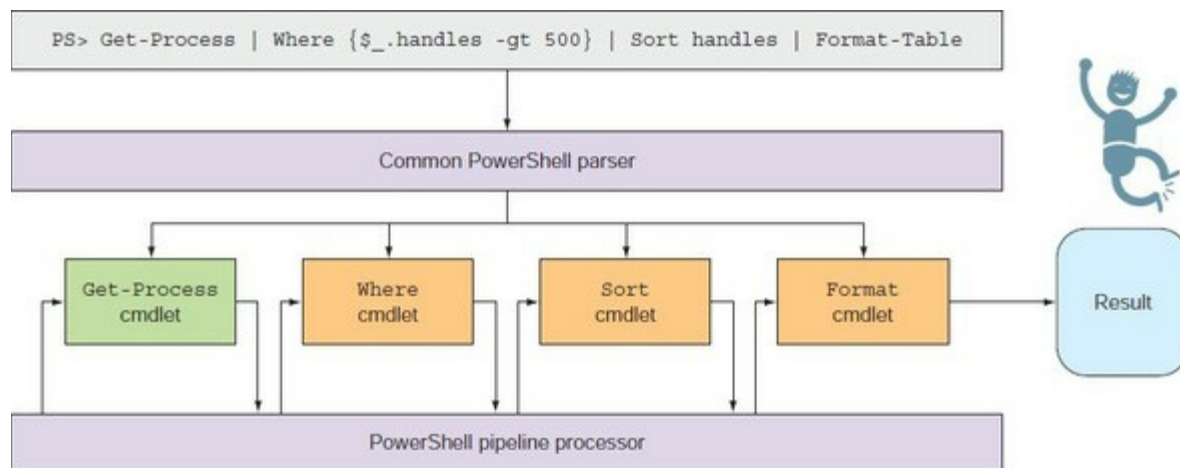 PS> Get-Process | Where {$_.handles -gt 500} | Sort handles | Format-Table
Common PowerShell parser
Get-Process
cmdlet
Where
cmdlet
Sort
cmdlet
Format
cmdlet
Result
PowerShell pipeline processor